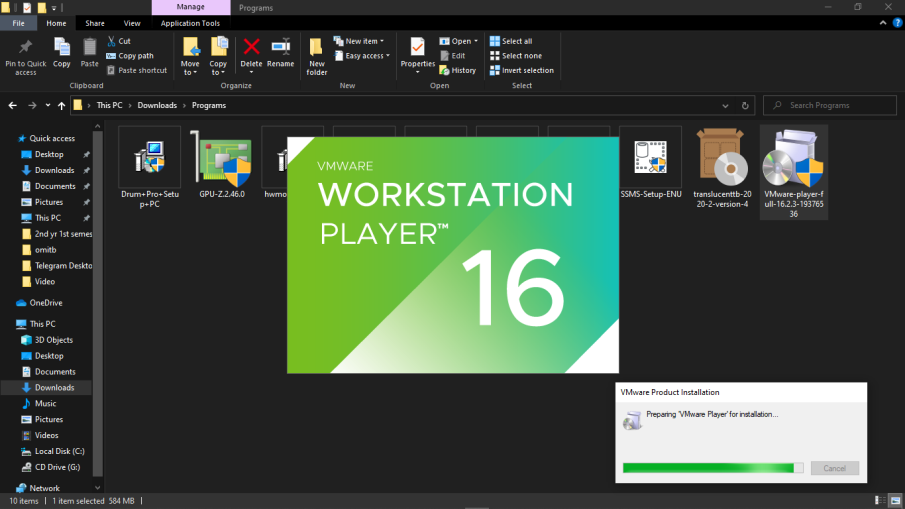 Manage
Programs
File
Home
Share
View
Application Tools
Pin to Quick
access
Copy
Paste
Cut
Copy path
Paste shortcut
Clipboard
Move
to
Copy
to
Delete
Rename
Organize
New
folder
New item
Easy access
New
Properties
Open
Edit
History
Open
Select all
Select none
Invert selection
Select
This PC
Downloads
Programs
Search Programs
Quick access
Desktop
Downloads
Documents
Pictures
This PC
2nd yr 1st semes
omitb
Telegram Deskto
Video
OneDrive
This PC
3D Objects
Desktop
Documents
Downloads
Music
Pictures
Videos
Local Disk (C:)
CD Drive (G:)
Network
Drum+Pro+Setu
p+PC
GPU-Z.2.46.0
hwmo
SSMS-Setup-ENU
translucenttb-20
20-2-version-4
VMware-player-f
ull-16.2.3-193765
36
VMWARE
WORKSTATION
PLAYER™
16
VMware Product Installation
Preparing 'VMware Player' for installation...
Cancel
10 items
1 item selected 584 MB